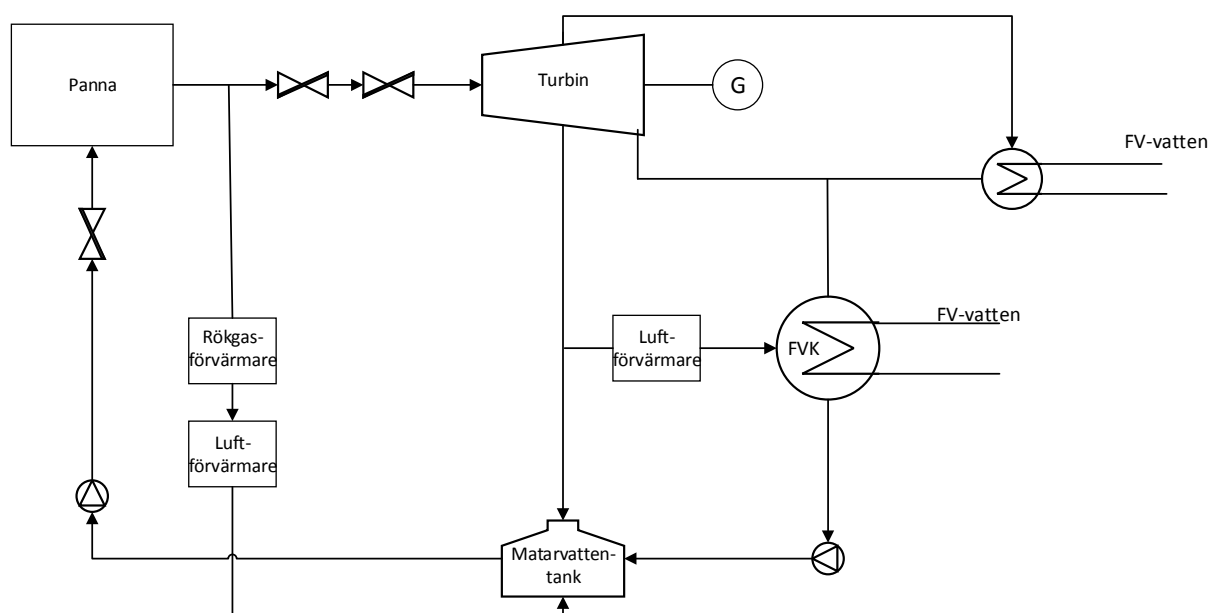 Panna
Turbin
G
FV-vatten
Rökgas-
förvärmare
Luft-
förvärmare
FVK
FV-vatten
Luft-
förvärmare
Matarvatten-
tank